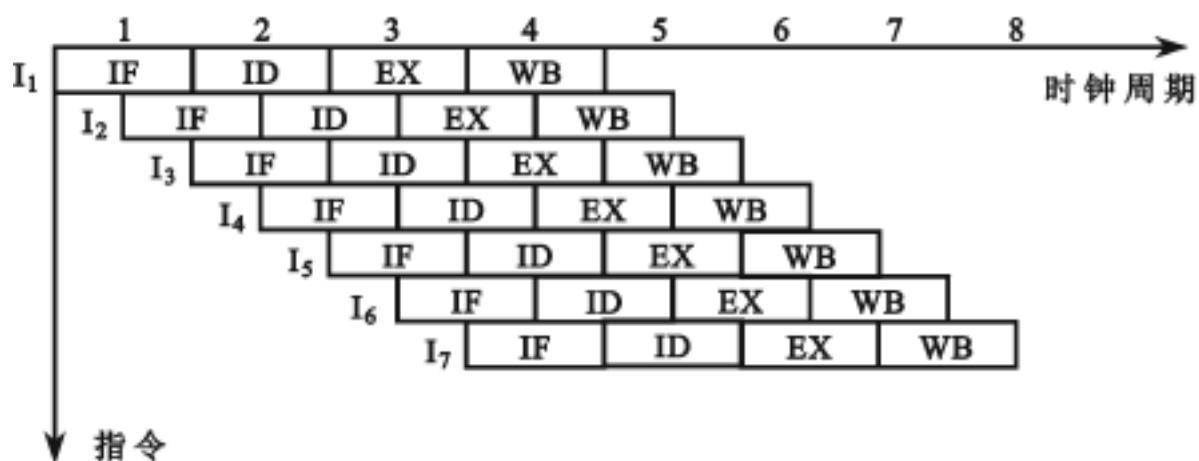 1 2 3 4 5 6 7 8
I₁ IF ID EX WB
时钟周期
I₂ IF ID EX WB
I₃ IF ID EX WB
I₄ IF ID EX WB
I₅ IF ID EX WB
I₆ IF ID EX WB
I₇ IF ID EX WB
指令